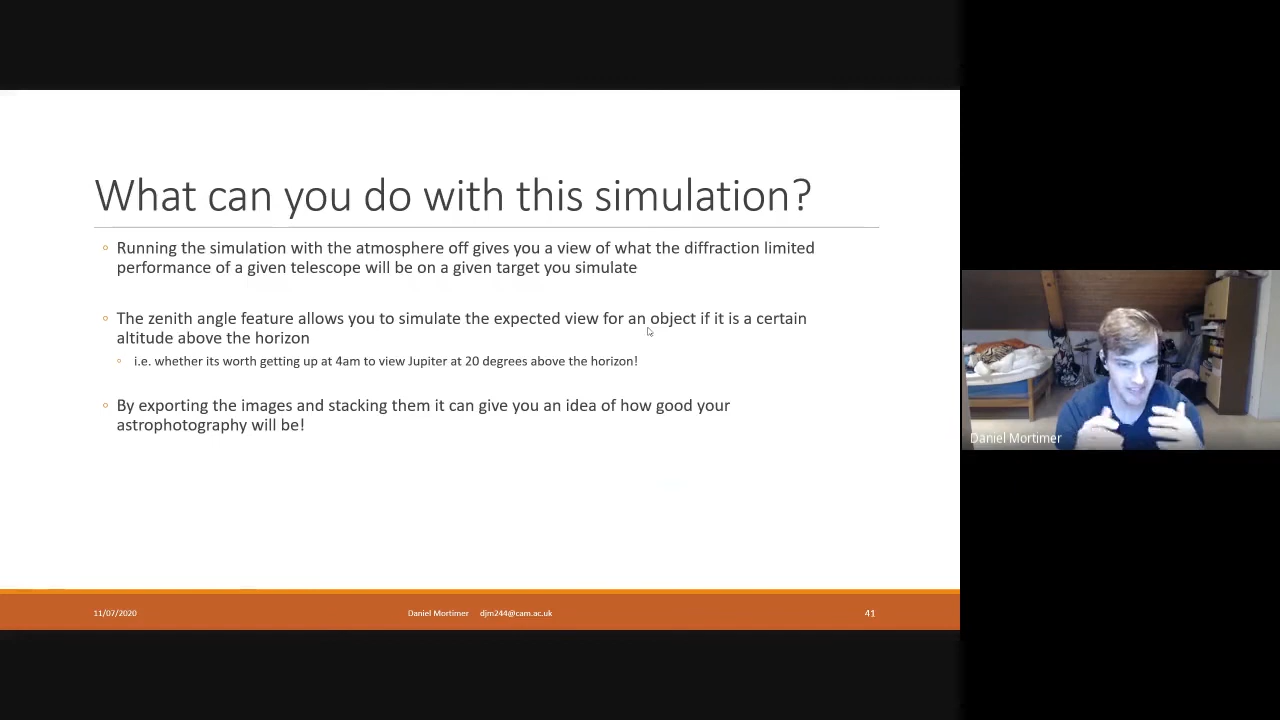 What can you do with this simulation?
◦ Running the simulation with the atmosphere off gives you a view of what the diffraction limited
performance of a given telescope will be on a given target you simulate
◦ The zenith angle feature allows you to simulate the expected view for an object if it is a certain
altitude above the horizon
◦ i.e. whether its worth getting up at 4am to view Jupiter at 20 degrees above the horizon!
◦ By exporting the images and stacking them it can give you an idea of how good your
astrophotography will be!
Daniel Mortimer
11/07/2020
Daniel Mortimer djm244@cam.ac.uk
41